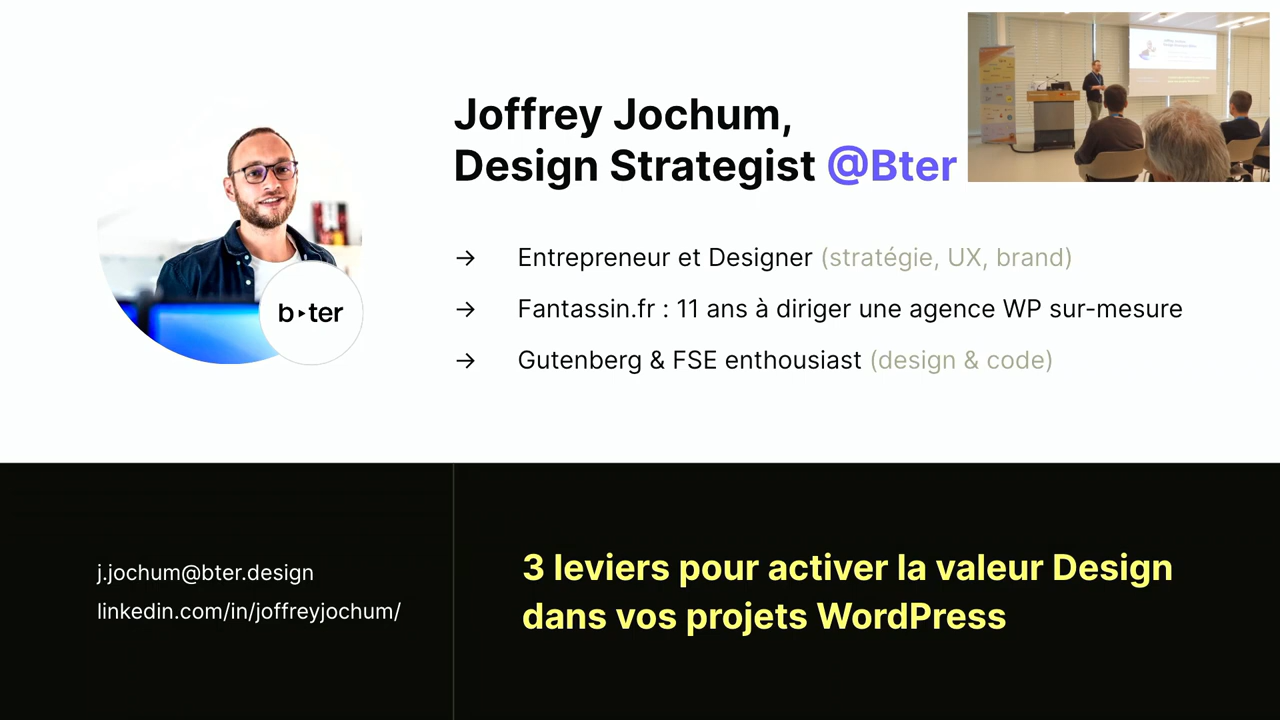 Joffrey Jochum,
Design Strategist @Bter
→ Entrepreneur et Designer (stratégie, UX, brand)
→ Fantassin.fr : 11 ans à diriger une agence WP sur-mesure
→ Gutenberg & FSE enthousiast (design & code)
b▸ter
j.jochum@bter.design
linkedin.com/in/joffreyjochum/
3 leviers pour activer la valeur Design
dans vos projets WordPress